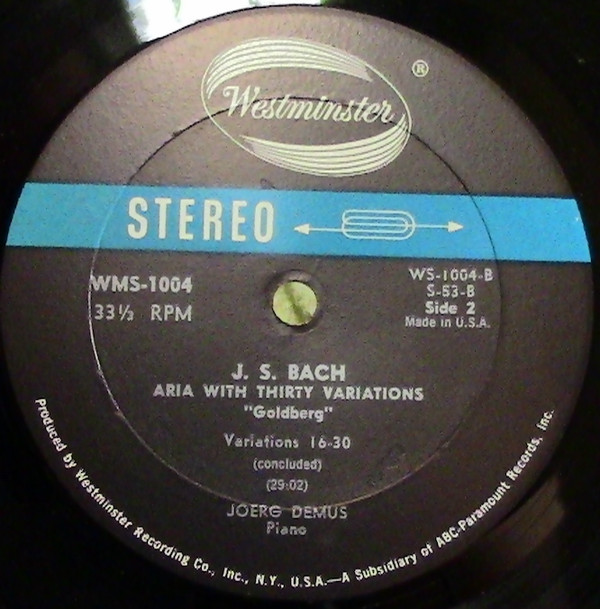 Westminster ®
STEREO
WMS-1004
33⅓ RPM
WS-1004-B
S-53-B
Side 2
Made in U.S.A.
J. S. BACH
ARIA WITH THIRTY VARIATIONS
"Goldberg"
Variations 16-30
(concluded)
(29:02)
JOERG DEMUS
Piano
Produced by Westminster Recording Co., Inc., N.Y., U.S.A.—A Subsidiary of ABC-Paramount Records, Inc.